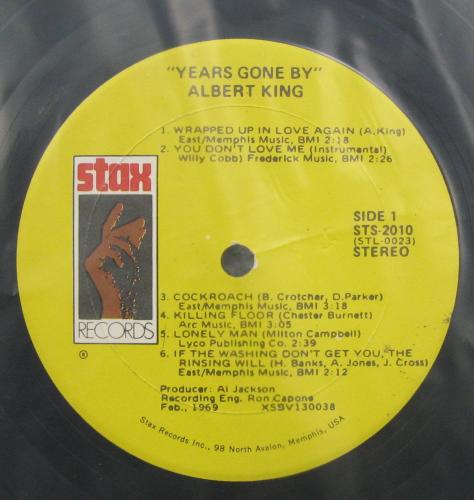 "YEARS GONE BY"
ALBERT KING
1. WRAPPED UP IN LOVE AGAIN (A.King)
East/Memphis Music, BMI 2:18
2. YOU DON'T LOVE ME (Instrumental)
Willy Cobb) Frederick Music, BMI 2:26
stax
RECORDS
®
SIDE 1
STS-2010
(STL-0023)
STEREO
3. COCKROACH (B. Crotcher, D.Parker)
East/Memphis Music, BMI 3:18
4. KILLING FLOOR (Chester Burnett)
Arc Music, BMI 3:05
5. LONELY MAN (Milton Campbell)
Lyco Publishing Co. 2:39
6. IF THE WASHING DON'T GET YOU, THE
RINSING WILL (H. Banks, A. Jones, J. Cross)
East/Memphis Music, BMI 2:12
Producer: Al Jackson
Recording Eng. Ron Capone
Feb., 1969 XSBV130038
Stax Records Inc., 98 North Avalon, Memphis, USA